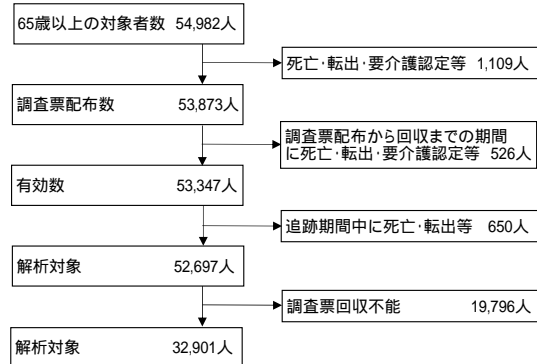 65歳以上の対象者数 54,982人
死亡･転出･要介護認定等 1,109人
調査票配布数 53,873人
調査票配布から回収までの期間
に死亡･転出･要介護認定等 526人
有効数 53,347人
追跡期間中に死亡･転出等 650人
解析対象 52,697人
調査票回収不能 19,796人
解析対象 32,901人